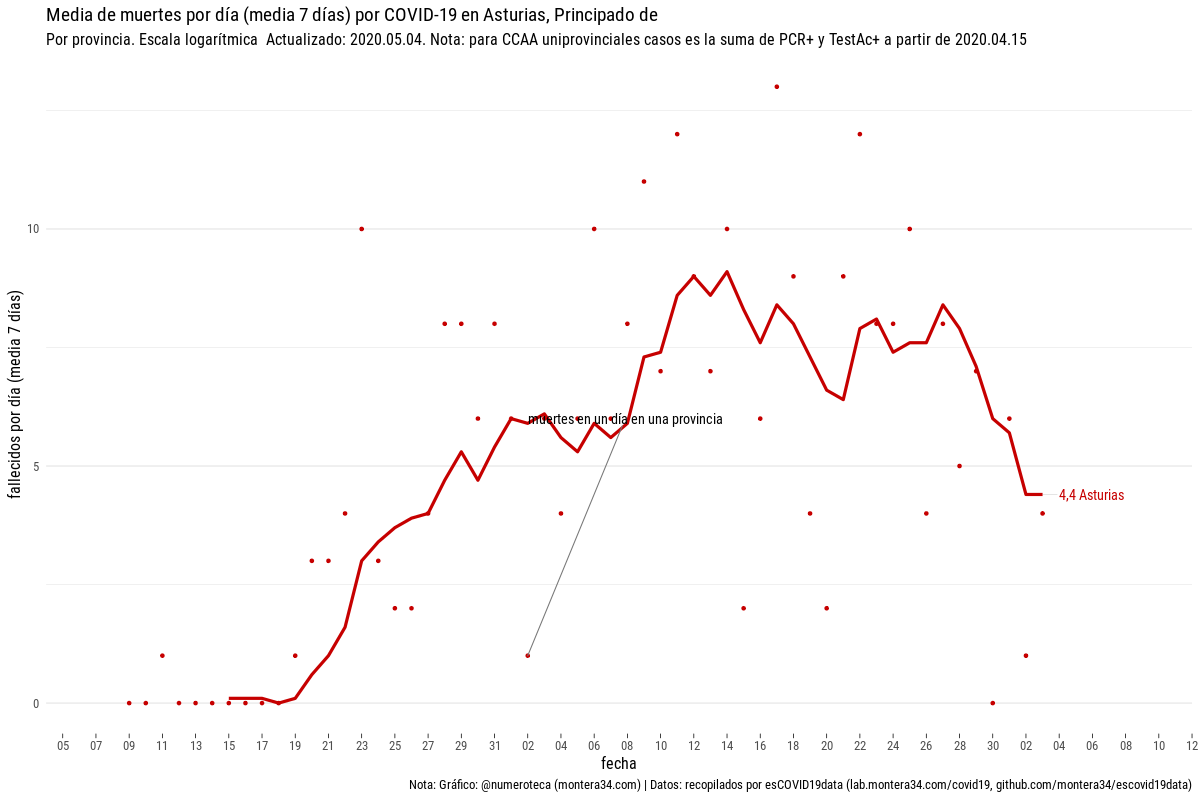 Media de muertes por día (media 7 días) por COVID-19 en Asturias, Principado de
Por provincia. Escala logarítmica  Actualizado: 2020.05.04. Nota: para CCAA uniprovinciales casos es la suma de PCR+ y TestAc+ a partir de 2020.04.15
fallecidos por día (media 7 días)
10
5
0
muertes en un día en una provincia
4,4 Asturias
05 07 09 11 13 15 17 19 21 23 25 27 29 31 02 04 06 08 10 12 14 16 18 20 22 24 26 28 30 02 04 06 08 10 12
fecha
Nota: Gráfico: @numeroteca (montera34.com) | Datos: recopilados por esCOVID19data (lab.montera34.com/covid19, github.com/montera34/escovid19data)